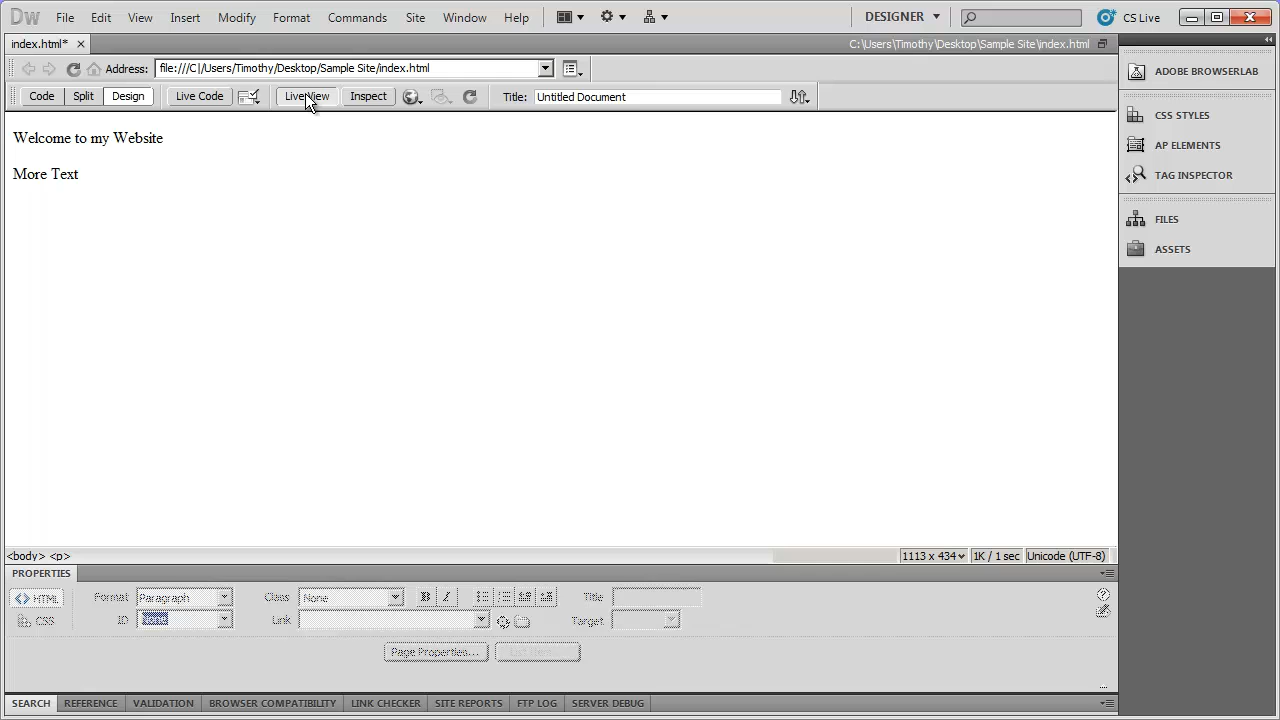 Dw File Edit View Insert Modify Format Commands Site Window Help DESIGNER CS Live
index.html* C:\Users\Timothy\Desktop\Sample Site\index.html
Address: file:///C|/Users/Timothy/Desktop/Sample Site/index.html
Code Split Design Live Code Live View Inspect Title: Untitled Document
Welcome to my Website
More Text
ADOBE BROWSERLAB
CSS STYLES
AP ELEMENTS
TAG INSPECTOR
FILES
ASSETS
<body> <p> 1113 x 434 1K / 1 sec Unicode (UTF-8)
PROPERTIES
HTML Format Paragraph Class None B I Title
CSS ID None Link Target
Page Properties... List Item...
SEARCH REFERENCE VALIDATION BROWSER COMPATIBILITY LINK CHECKER SITE REPORTS FTP LOG SERVER DEBUG